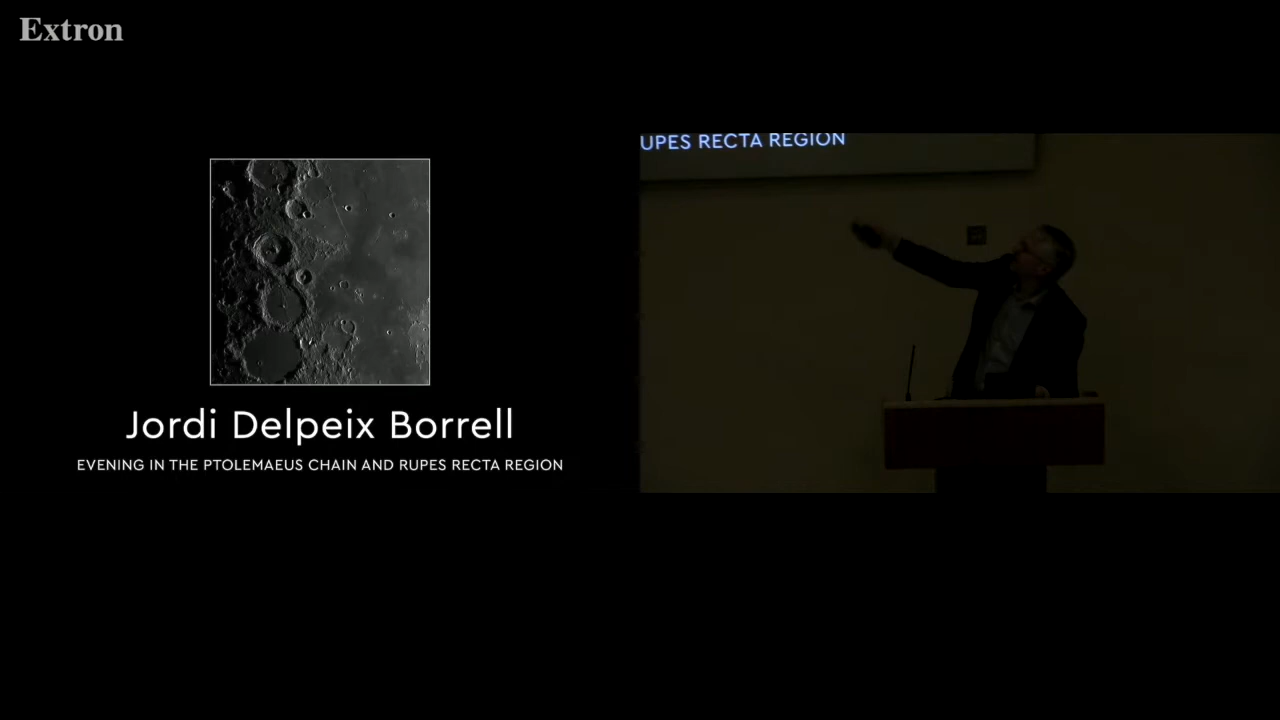 Extron
Jordi Delpeix Borrell
EVENING IN THE PTOLEMAEUS CHAIN AND RUPES RECTA REGION
UPES RECTA REGION